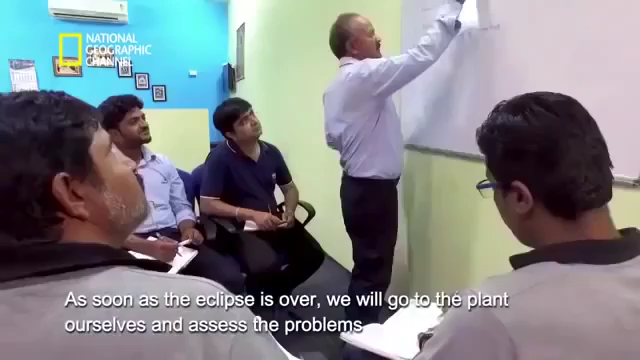 NATIONAL
GEOGRAPHIC
CHANNEL
As soon as the eclipse is over, we will go to the plant
ourselves and assess the problems